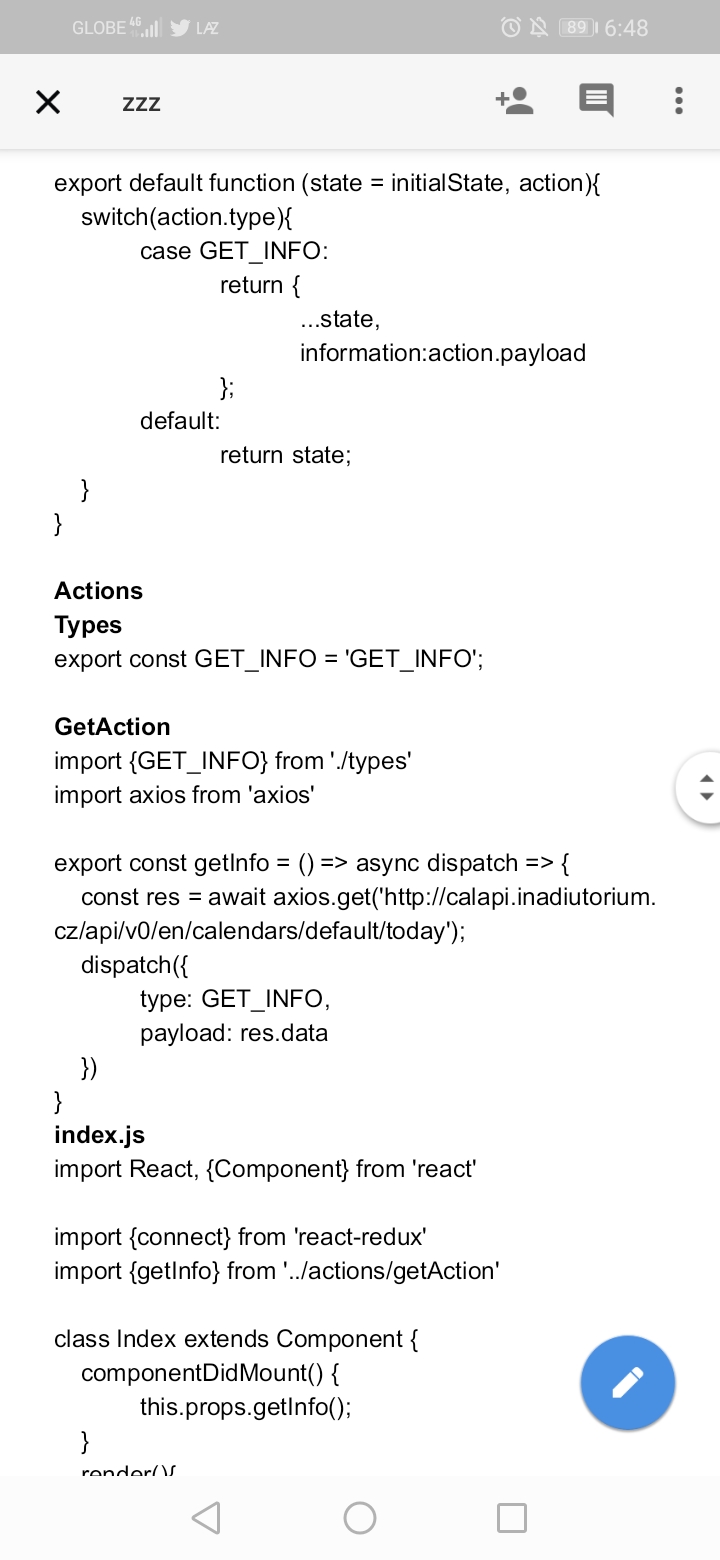 GLOBE 4G LAZ 89 6:48
zzz
export default function (state = initialState, action){
switch(action.type){
case GET_INFO:
return {
...state,
information:action.payload
};
default:
return state;
}
}
Actions
Types
export const GET_INFO = 'GET_INFO';
GetAction
import {GET_INFO} from './types'
import axios from 'axios'
export const getInfo = () => async dispatch => {
const res = await axios.get('http://calapi.inadiutorium.
cz/api/v0/en/calendars/default/today');
dispatch({
type: GET_INFO,
payload: res.data
})
}
index.js
import React, {Component} from 'react'
import {connect} from 'react-redux'
import {getInfo} from '../actions/getAction'
class Index extends Component {
componentDidMount() {
this.props.getInfo();
}
render(){